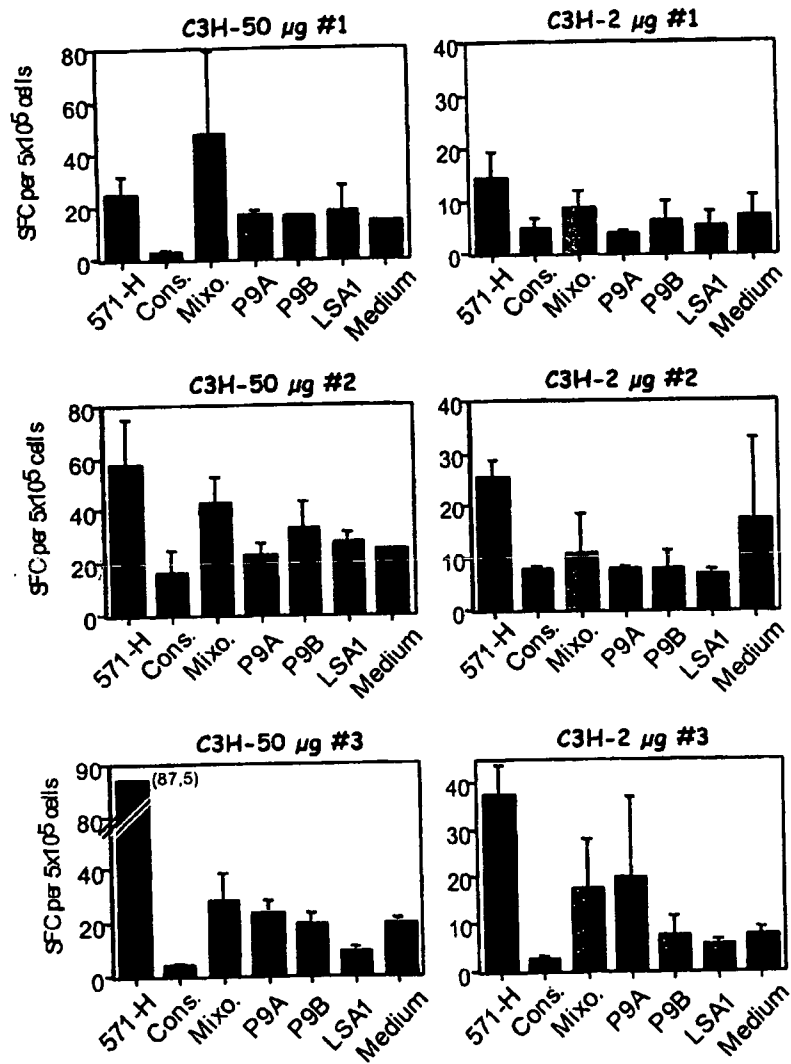 C3H-50 µg #1
SFC per 5x10⁵ cells
80
60
40
20
0
571-H
Cons.
Mixo.
P9A
P9B
LSA1
Medium
C3H-2 µg #1
40
30
20
10
0
571-H
Cons.
Mixo.
P9A
P9B
LSA1
Medium
C3H-50 µg #2
SFC per 5x10⁵ cells
80
60
40
20
0
571-H
Cons.
Mixo.
P9A
P9B
LSA1
Medium
C3H-2 µg #2
40
30
20
10
0
571-H
Cons.
Mixo.
P9A
P9B
LSA1
Medium
C3H-50 µg #3
SFC per 5x10⁵ cells
90
80
40
20
0
(87,5)
571-H
Cons.
Mixo.
P9A
P9B
LSA1
Medium
C3H-2 µg #3
40
30
20
10
0
571-H
Cons.
Mixo.
P9A
P9B
LSA1
Medium